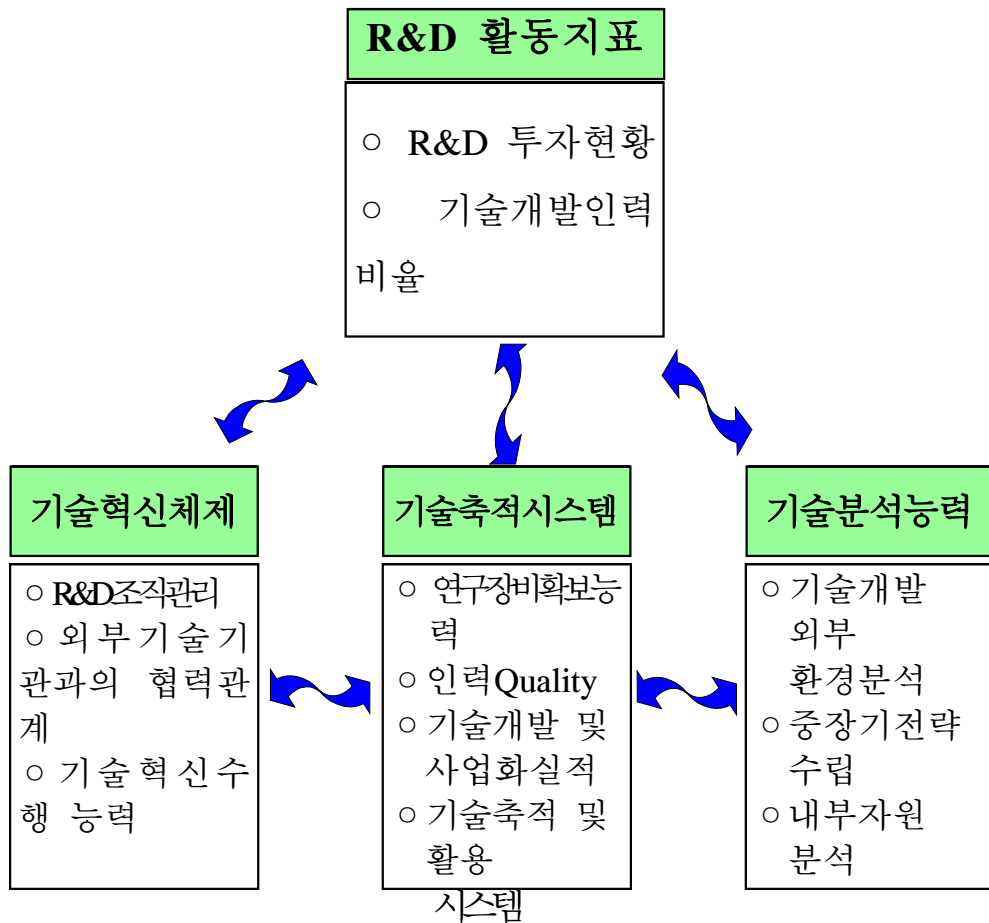 R&D 활동지표
○ R&D 투자현황
○ 기술개발인력
비율
기술혁신체제
○ R&D조직관리
○ 외부기술기
관과의 협력관
계
○ 기술혁신수
행 능력
기술축적시스템
○ 연구장비확보능
력
○ 인력Quality
○ 기술개발 및
사업화실적
○ 기술축적 및
활용
시스템
기술분석능력
○ 기술개발
외부
환경분석
○ 중장기전략
수립
○ 내부자원
분석